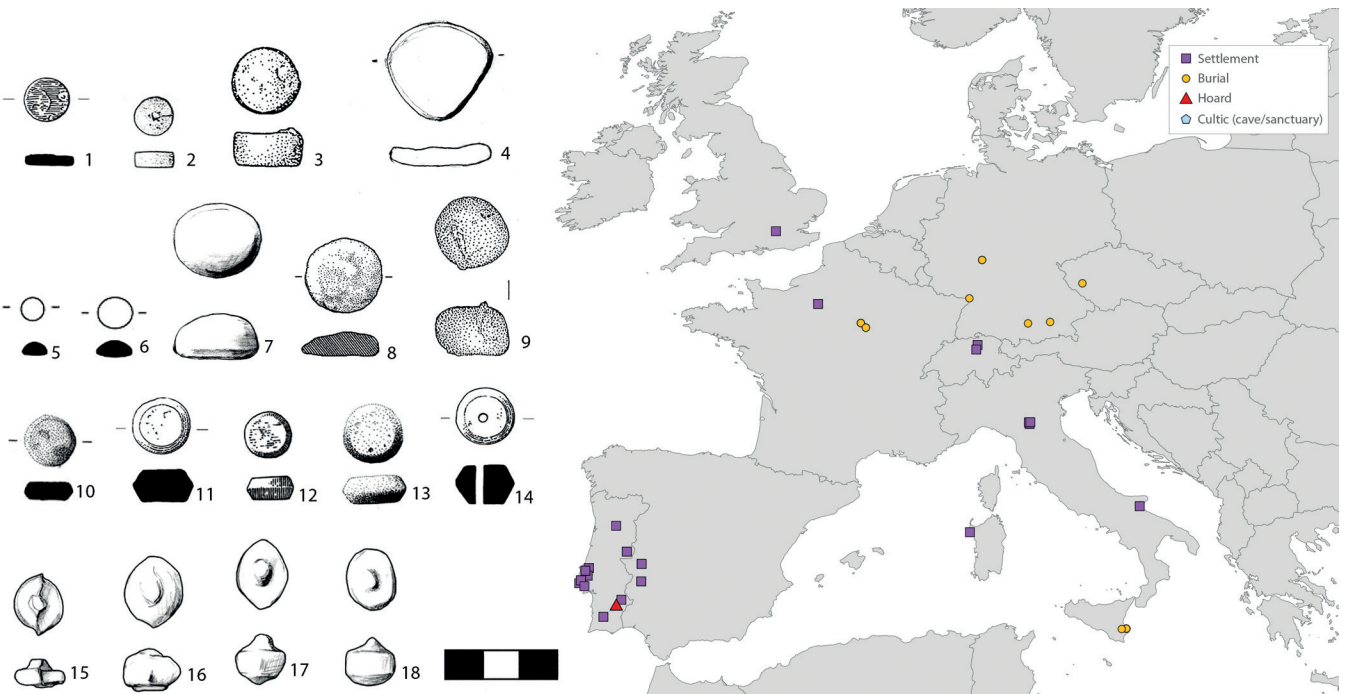 1 2 3 4
5 6 7 8 9
10 11 12 13 14
15 16 17 18
Settlement
Burial
Hoard
Cultic (cave/sanctuary)